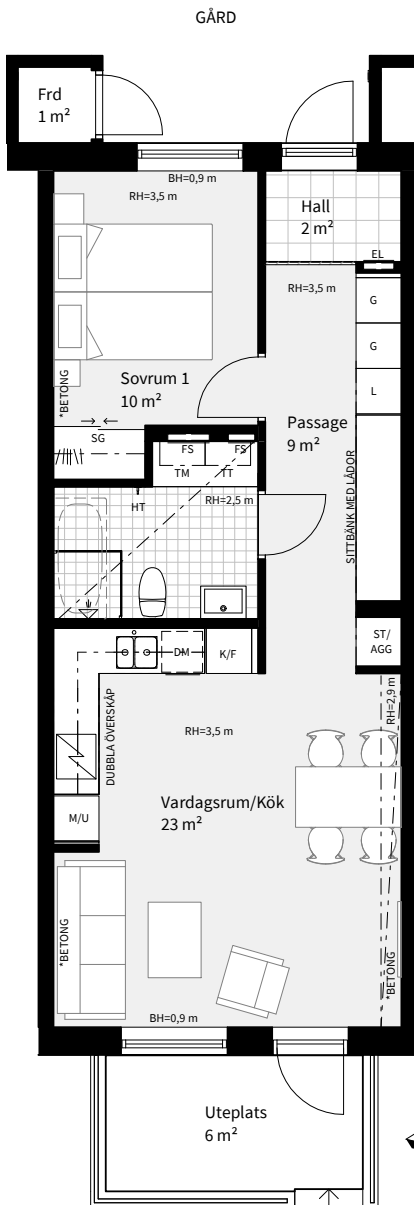 GÅRD
Frd
1 m²
BH=0,9 m
RH=3,5 m
Hall
2 m²
EL
RH=3,5 m
G
G
L
Sovrum 1
10 m²
*BETONG
SG
Passage
9 m²
FS
FS
TM
TT
HT
RH=2,5 m
SITTBÄNK MED LÅDOR
ST/
AGG
DM
K/F
RH=2,9 m
DUBBLA ÖVERSKÅP
RH=3,5 m
M/U
Vardagsrum/Kök
23 m²
*BETONG
*BETONG
BH=0,9 m
Uteplats
6 m²